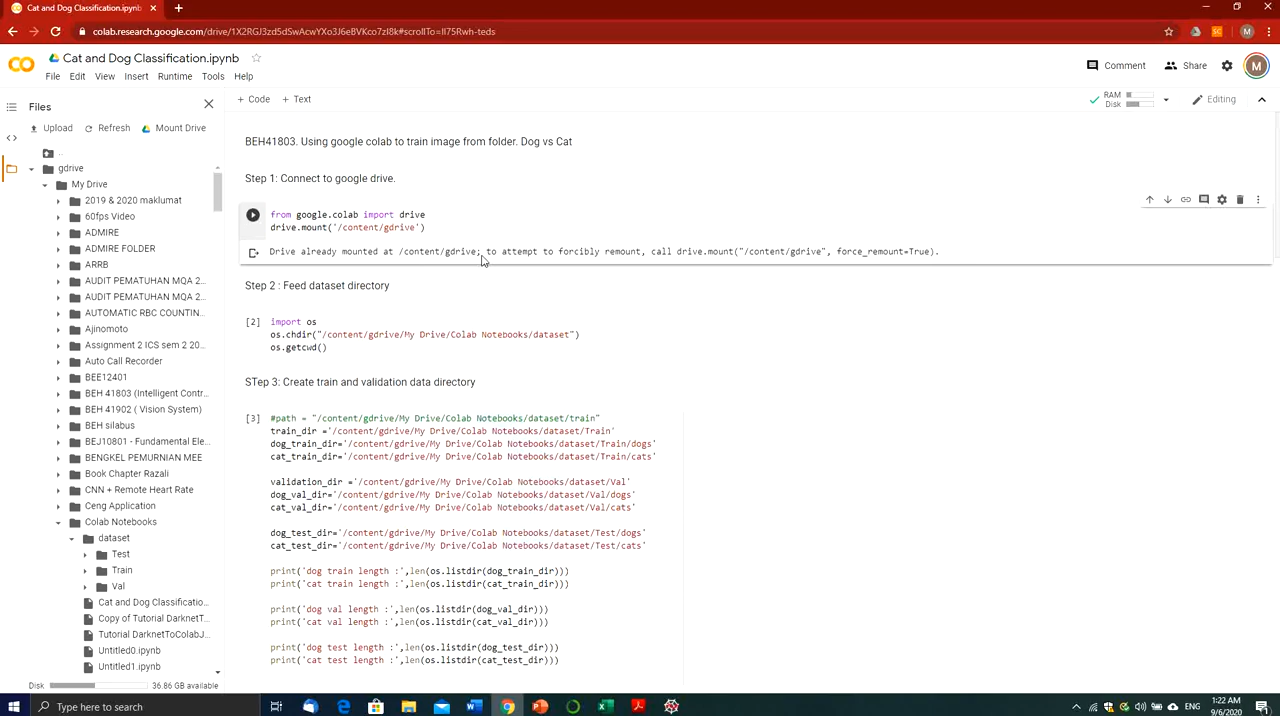 Cat and Dog Classification.ipynb
colab.research.google.com/drive/1X2RGJ3zd5dSwAcwYXo3J6eBVKco7zI8k#scrollTo=II75Rwh-teds
M
Cat and Dog Classification.ipynb
File Edit View Insert Runtime Tools Help
Comment Share M
Files
+ Code + Text
RAM
Disk
Editing
Upload Refresh Mount Drive
..
gdrive
My Drive
2019 & 2020 maklumat
60fps Video
ADMIRE
ADMIRE FOLDER
ARRB
AUDIT PEMATUHAN MQA 2...
AUDIT PEMATUHAN MQA 2...
AUTOMATIC RBC COUNTIN...
Ajinomoto
Assignment 2 ICS sem 2 20...
Auto Call Recorder
BEE12401
BEH 41803 (Intelligent Contr...
BEH 41902 ( Vision System)
BEH silabus
BEJ10801 - Fundamental Ele...
BENGKEL PEMURNIAN MEE
Book Chapter Razali
CNN + Remote Heart Rate
Ceng Application
Colab Notebooks
dataset
Test
Train
Val
Cat and Dog Classificatio...
Copy of Tutorial DarknetT...
Tutorial DarknetToColabJ...
Untitled0.ipynb
Untitled1.ipynb
Disk 36.86 GB available
BEH41803. Using google colab to train image from folder. Dog vs Cat
Step 1: Connect to google drive.
from google.colab import drive
drive.mount('/content/gdrive')
Drive already mounted at /content/gdrive; to attempt to forcibly remount, call drive.mount("/content/gdrive", force_remount=True).
Step 2 : Feed dataset directory
[2] import os
os.chdir("/content/gdrive/My Drive/Colab Notebooks/dataset")
os.getcwd()
STep 3: Create train and validation data directory
[3] #path = "/content/gdrive/My Drive/Colab Notebooks/dataset/train"
train_dir ='/content/gdrive/My Drive/Colab Notebooks/dataset/Train'
dog_train_dir='/content/gdrive/My Drive/Colab Notebooks/dataset/Train/dogs'
cat_train_dir='/content/gdrive/My Drive/Colab Notebooks/dataset/Train/cats'
validation_dir ='/content/gdrive/My Drive/Colab Notebooks/dataset/Val'
dog_val_dir='/content/gdrive/My Drive/Colab Notebooks/dataset/Val/dogs'
cat_val_dir='/content/gdrive/My Drive/Colab Notebooks/dataset/Val/cats'
dog_test_dir='/content/gdrive/My Drive/Colab Notebooks/dataset/Test/dogs'
cat_test_dir='/content/gdrive/My Drive/Colab Notebooks/dataset/Test/cats'
print('dog train length :',len(os.listdir(dog_train_dir)))
print('cat train length :',len(os.listdir(cat_train_dir)))
print('dog val length :',len(os.listdir(dog_val_dir)))
print('cat val length :',len(os.listdir(cat_val_dir)))
print('dog test length :',len(os.listdir(dog_test_dir)))
print('cat test length :',len(os.listdir(cat_test_dir)))
Type here to search
ENG
1:22 AM
9/6/2020